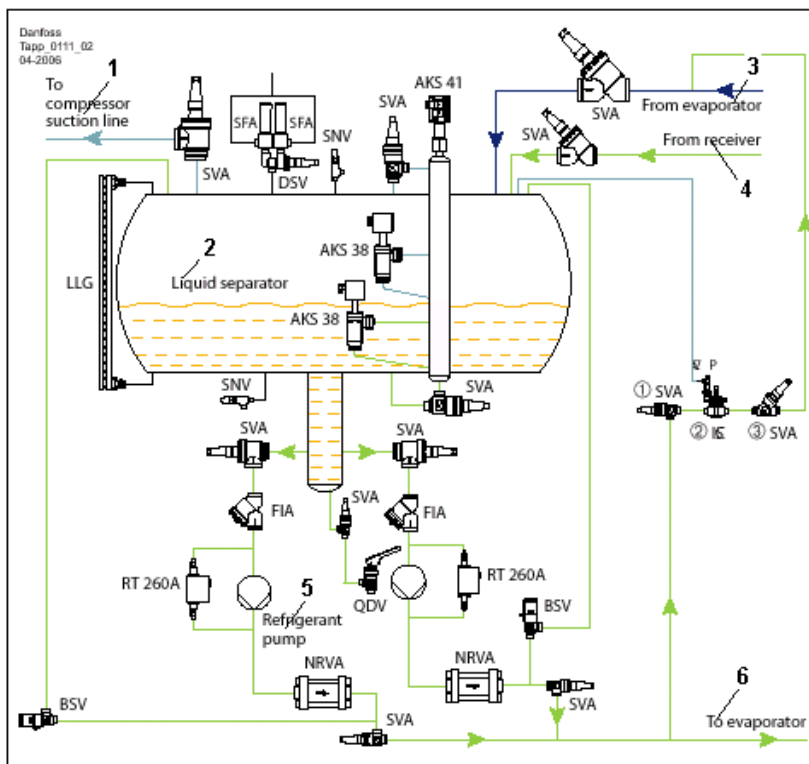 Danfoss
Tapp_0111_02
04-2006
1
To
compressor
suction line
SVA
SFA
SFA
DSV
SNV
SVA
AKS 41
SVA
3
From evaporator
SVA
From receiver
4
LLG
2
Liquid separator
AKS 38
AKS 38
SNV
SVA
① SVA
P
②
③ SVA
SVA
SVA
FIA
SVA
FIA
RT 260A
QDV
RT 260A
5
Refrigerant
pump
BSV
NRVA
NRVA
BSV
SVA
SVA
6
To evaporator